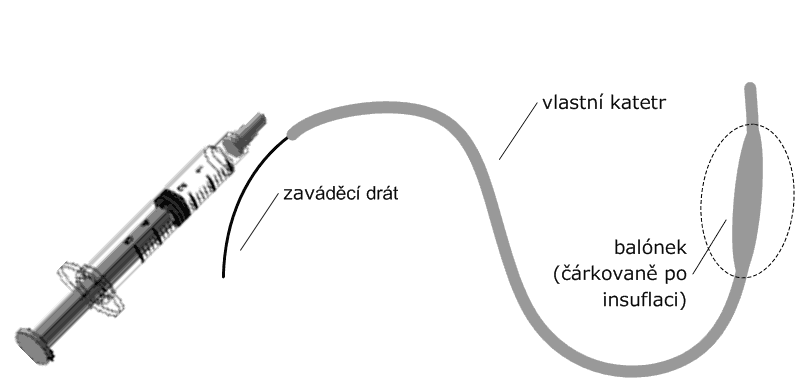 vlastní katetr
zaváděcí drát
balónek
(čárkovaně po
insuflaci)